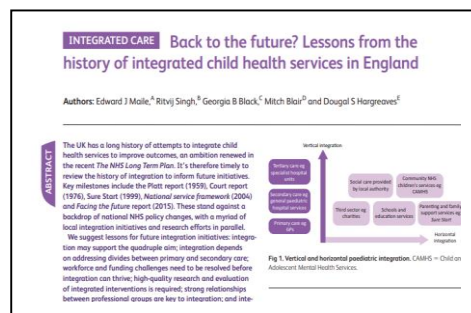 INTEGRATED CARE Back to the future? Lessons from the
history of integrated child health services in England
Authors: Edward J Maile,A Ritvij Singh,B Georgia B Black,C Mitch BlairD and Dougal S HargreavesE
ABSTRACT
The UK has a long history of attempts to integrate child
health services to improve outcomes, an ambition renewed in
the recent The NHS Long Term Plan. It's therefore timely to
review the history of integration to inform future initiatives.
Key milestones include the Platt report (1959), Court report
(1976), Sure Start (1999), National service framework (2004)
and Facing the future report (2015). These stand against a
backdrop of national NHS policy changes, with a myriad of
local integration initiatives and research efforts in parallel.
We suggest lessons for future integration initiatives: integra-
tion may support the quadruple aim; integration depends
on addressing divides between primary and secondary care;
workforce and funding challenges need to be resolved before
integration can thrive; high-quality research and evaluation
of integrated interventions is required; strong relationships
between professional groups are key to integration; and inte-
Vertical integration
Tertiary care eg
specialist hospital
units
Secondary care eg
general paediatric
hospital services
Primary care eg
GPs
Social care provided
by local authority
Community NHS
children's services eg
CAMHS
Third sector eg
charities
Schools and
education services
Parenting and family
support services eg
Sure Start
Horizontal
integration
Fig 1. Vertical and horizontal paediatric integration. CAMHS = Child an
Adolescent Mental Health Services.